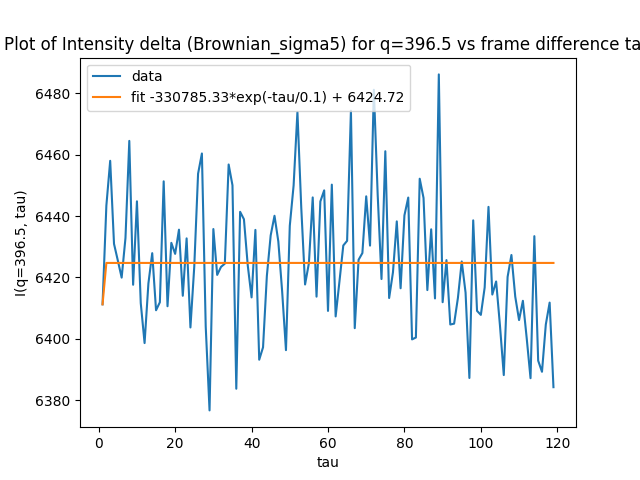 Plot of Intensity delta (Brownian_sigma5) for q=396.5 vs frame difference ta
data
fit -330785.33*exp(-tau/0.1) + 6424.72
6480
6460
6440
6420
6400
6380
I(q=396.5, tau)
0 20 40 60 80 100 120
tau